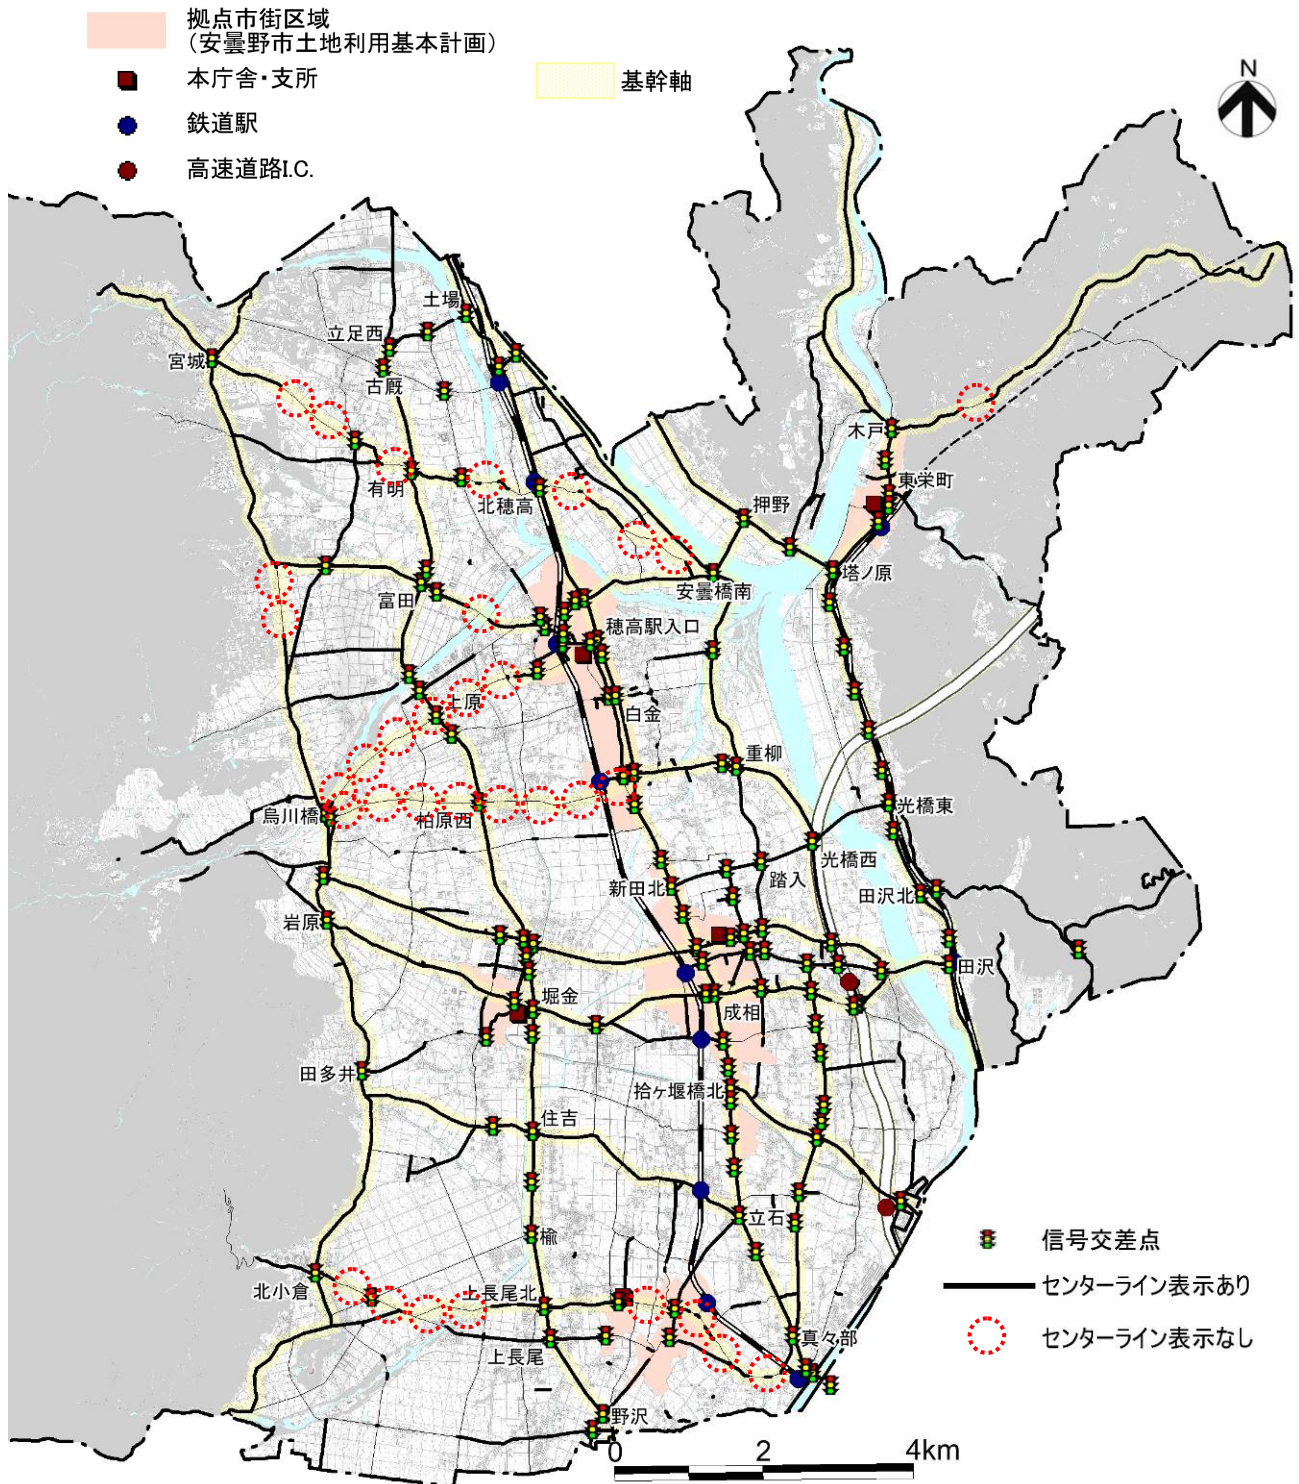 拠点市街区域
(安曇野市土地利用基本計画)
本庁舎・支所
基幹軸
鉄道駅
高速道路I.C.
N
土場
立足西
宮城
古厩
木戸
有明
北穂高
東栄町
押野
塔ノ原
安曇橋南
富田
穂高駅入口
上原
白金
重柳
烏川橋
柏原西
光橋東
光橋西
踏入
新田北
田沢北
岩原
田沢
堀金
成相
田多井
拾ヶ堰橋北
住吉
立石
楡
信号交差点
北小倉
上長尾北
センターライン表示あり
真々部
上長尾
センターライン表示なし
野沢
0 2 4km